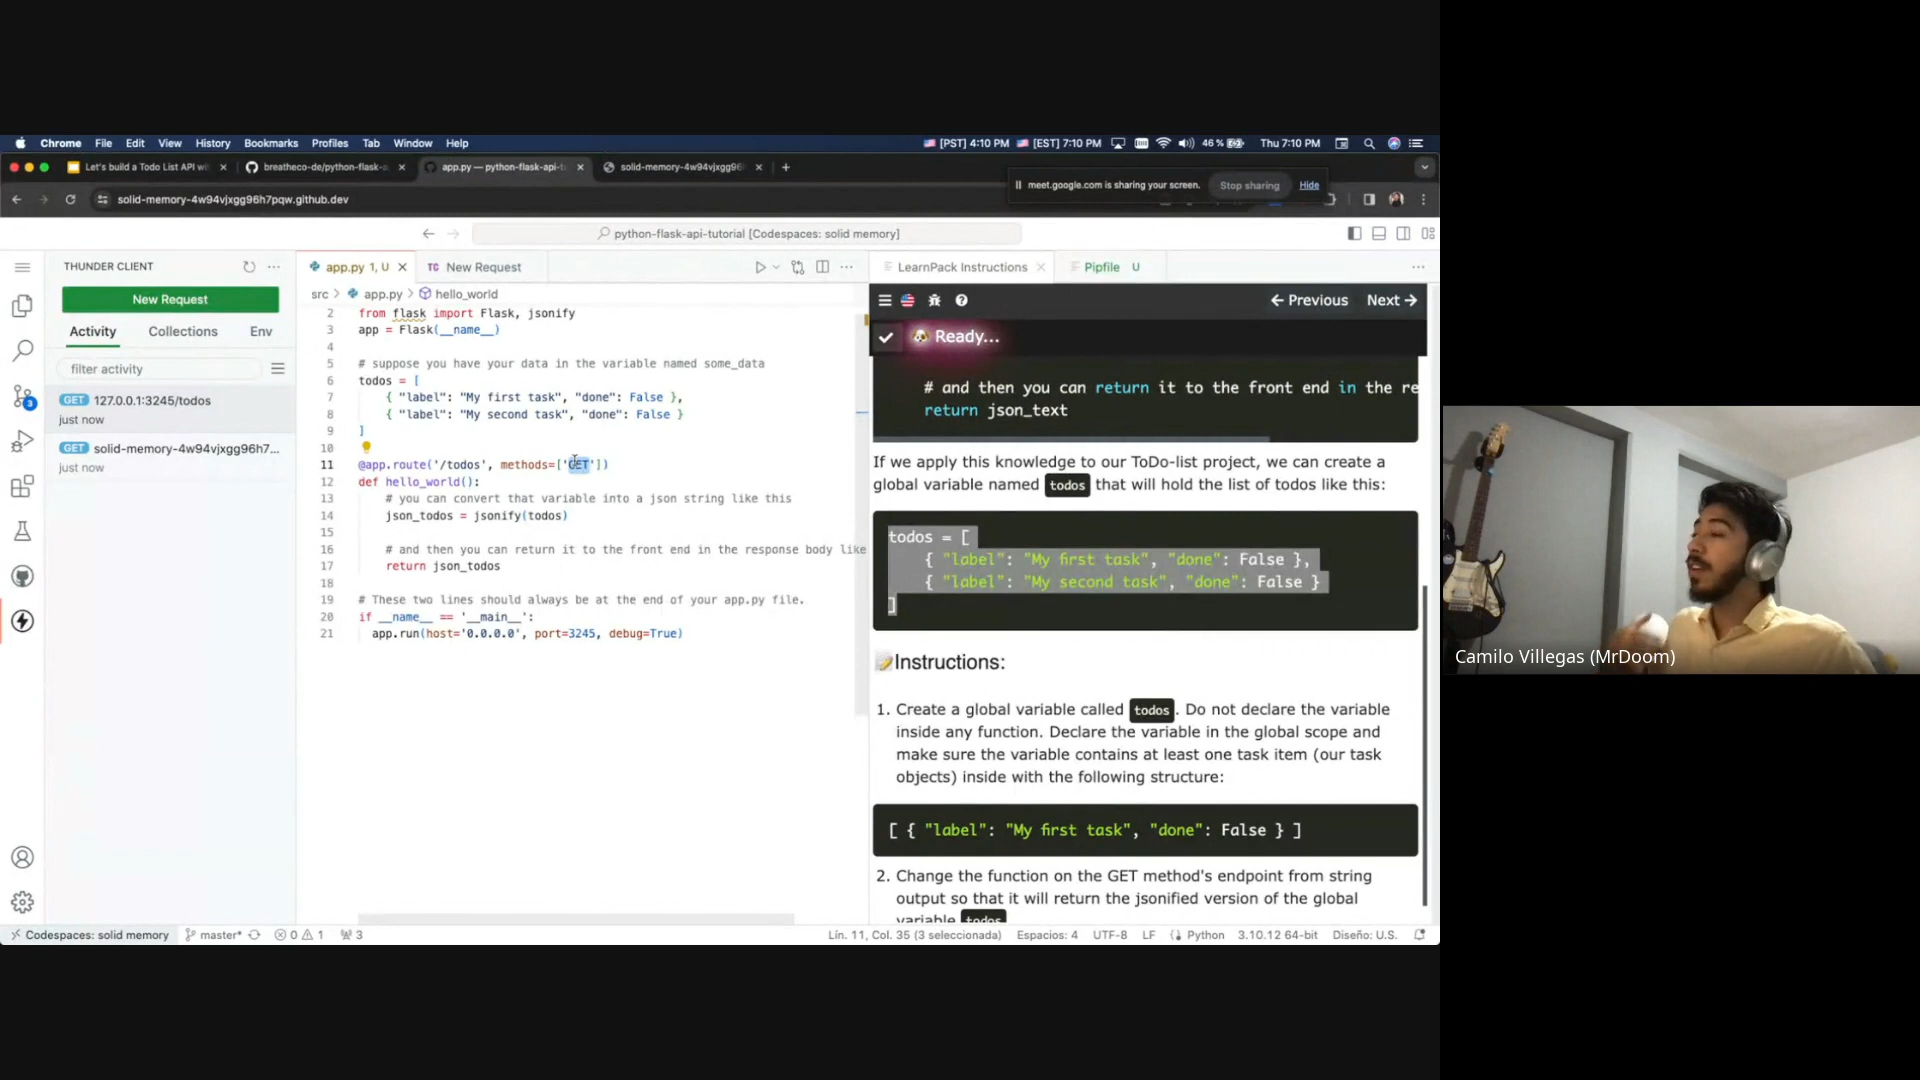 Chrome File Edit View History Bookmarks Profiles Tab Window Help
[PST] 4:10 PM [EST] 7:10 PM 46 % Thu 7:10 PM
Let's build a Todo List API wi
breatheco-de/python-flask-a
app.py — python-flask-api-tu
solid-memory-4w94vjxgg96h
meet.google.com is sharing your screen. Stop sharing Hide
solid-memory-4w94vjxgg96h7pqw.github.dev
python-flask-api-tutorial [Codespaces: solid memory]
THUNDER CLIENT
New Request
Activity Collections Env
filter activity
GET 127.0.0.1:3245/todos
just now
GET solid-memory-4w94vjxgg96h7...
just now
app.py 1, U
TC New Request
src > app.py > hello_world
2 from flask import Flask, jsonify
3 app = Flask(__name__)
4
5 # suppose you have your data in the variable named some_data
6 todos = [
7 { "label": "My first task", "done": False },
8 { "label": "My second task", "done": False }
9 ]
10
11 @app.route('/todos', methods=['GET'])
12 def hello_world():
13 # you can convert that variable into a json string like this
14 json_todos = jsonify(todos)
15
16 # and then you can return it to the front end in the response body like
17 return json_todos
18
19 # These two lines should always be at the end of your app.py file.
20 if __name__ == '__main__':
21 app.run(host='0.0.0.0', port=3245, debug=True)
LearnPack Instructions
Pipfile U
Previous Next
Ready...
# and then you can return it to the front end in the re
return json_text
If we apply this knowledge to our ToDo-list project, we can create a
global variable named todos that will hold the list of todos like this:
todos = [
{ "label": "My first task", "done": False },
{ "label": "My second task", "done": False }
]
Instructions:
1. Create a global variable called todos. Do not declare the variable
inside any function. Declare the variable in the global scope and
make sure the variable contains at least one task item (our task
objects) inside with the following structure:
[ { "label": "My first task", "done": False } ]
2. Change the function on the GET method's endpoint from string
output so that it will return the jsonified version of the global
variable todos
Codespaces: solid memory master* 0 1 3
3
Lín. 11, Col. 35 (3 seleccionada) Espacios: 4 UTF-8 LF Python 3.10.12 64-bit Diseño: U.S.
Camilo Villegas (MrDoom)